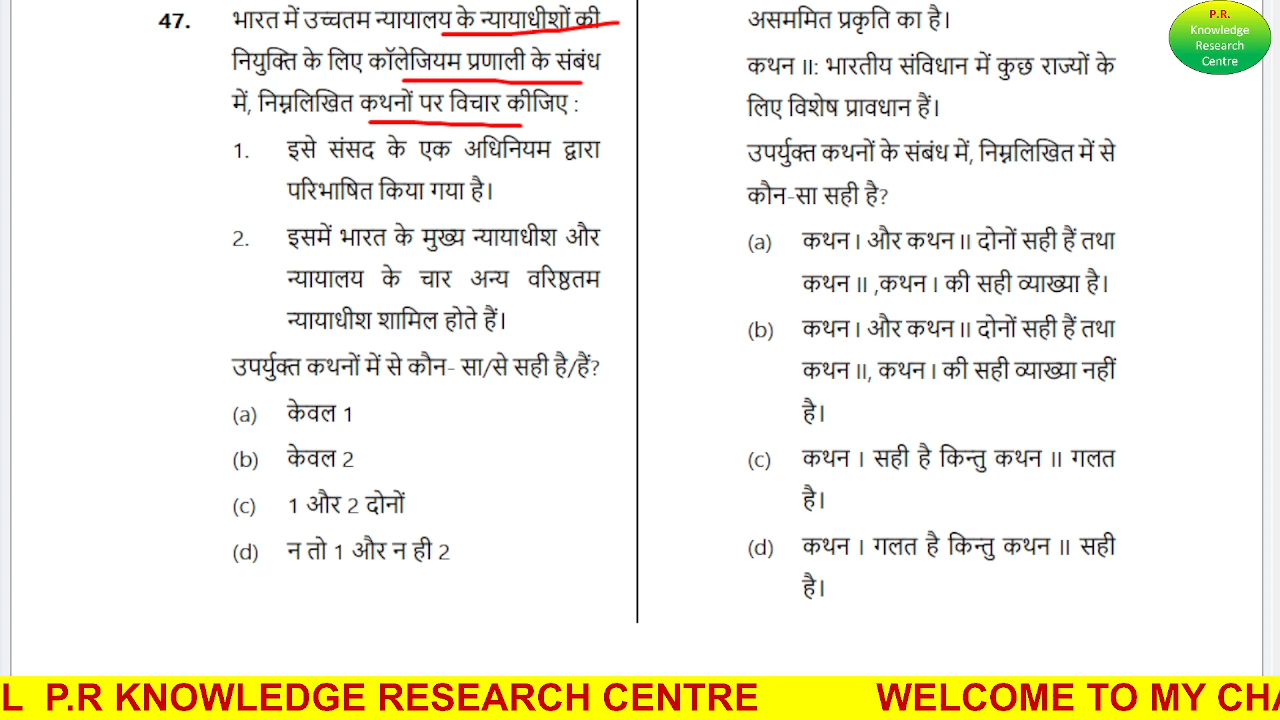 47. भारत में उच्चतम न्यायालय के न्यायाधीशों की
नियुक्ति के लिए कॉलेजियम प्रणाली के संबंध
में, निम्नलिखित कथनों पर विचार कीजिए :
1. इसे संसद के एक अधिनियम द्वारा
परिभाषित किया गया है।
2. इसमें भारत के मुख्य न्यायाधीश और
न्यायालय के चार अन्य वरिष्ठतम
न्यायाधीश शामिल होते हैं।
उपर्युक्त कथनों में से कौन- सा/से सही है/हैं?
(a) केवल 1
(b) केवल 2
(c) 1 और 2 दोनों
(d) न तो 1 और न ही 2
असममित प्रकृति का है।
कथन II: भारतीय संविधान में कुछ राज्यों के
लिए विशेष प्रावधान हैं।
उपर्युक्त कथनों के संबंध में, निम्नलिखित में से
कौन-सा सही है?
(a) कथन I और कथन II दोनों सही हैं तथा
कथन II ,कथन I की सही व्याख्या है।
(b) कथन I और कथन II दोनों सही हैं तथा
कथन II, कथन I की सही व्याख्या नहीं
है।
(c) कथन I सही है किन्तु कथन II गलत
है।
(d) कथन I गलत है किन्तु कथन II सही
है।
P.R.
Knowledge
Research
Centre
L P.R KNOWLEDGE RESEARCH CENTRE WELCOME TO MY CHA